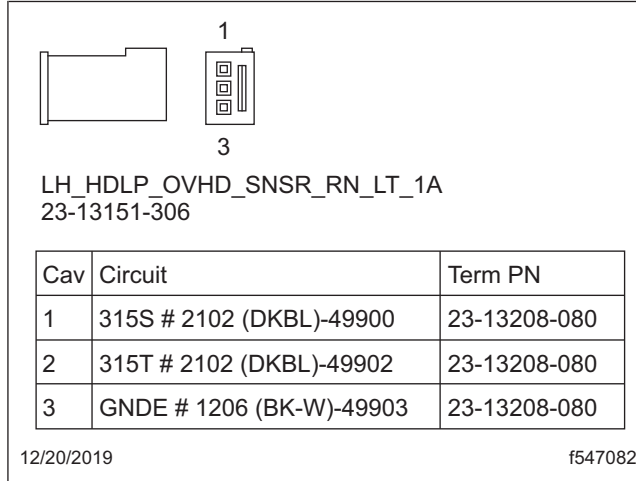 1
3
LH_HDLP_OVHD_SNSR_RN_LT_1A
23-13151-306
Cav Circuit Term PN
1 315S # 2102 (DKBL)-49900 23-13208-080
2 315T # 2102 (DKBL)-49902 23-13208-080
3 GNDE # 1206 (BK-W)-49903 23-13208-080
12/20/2019 f547082